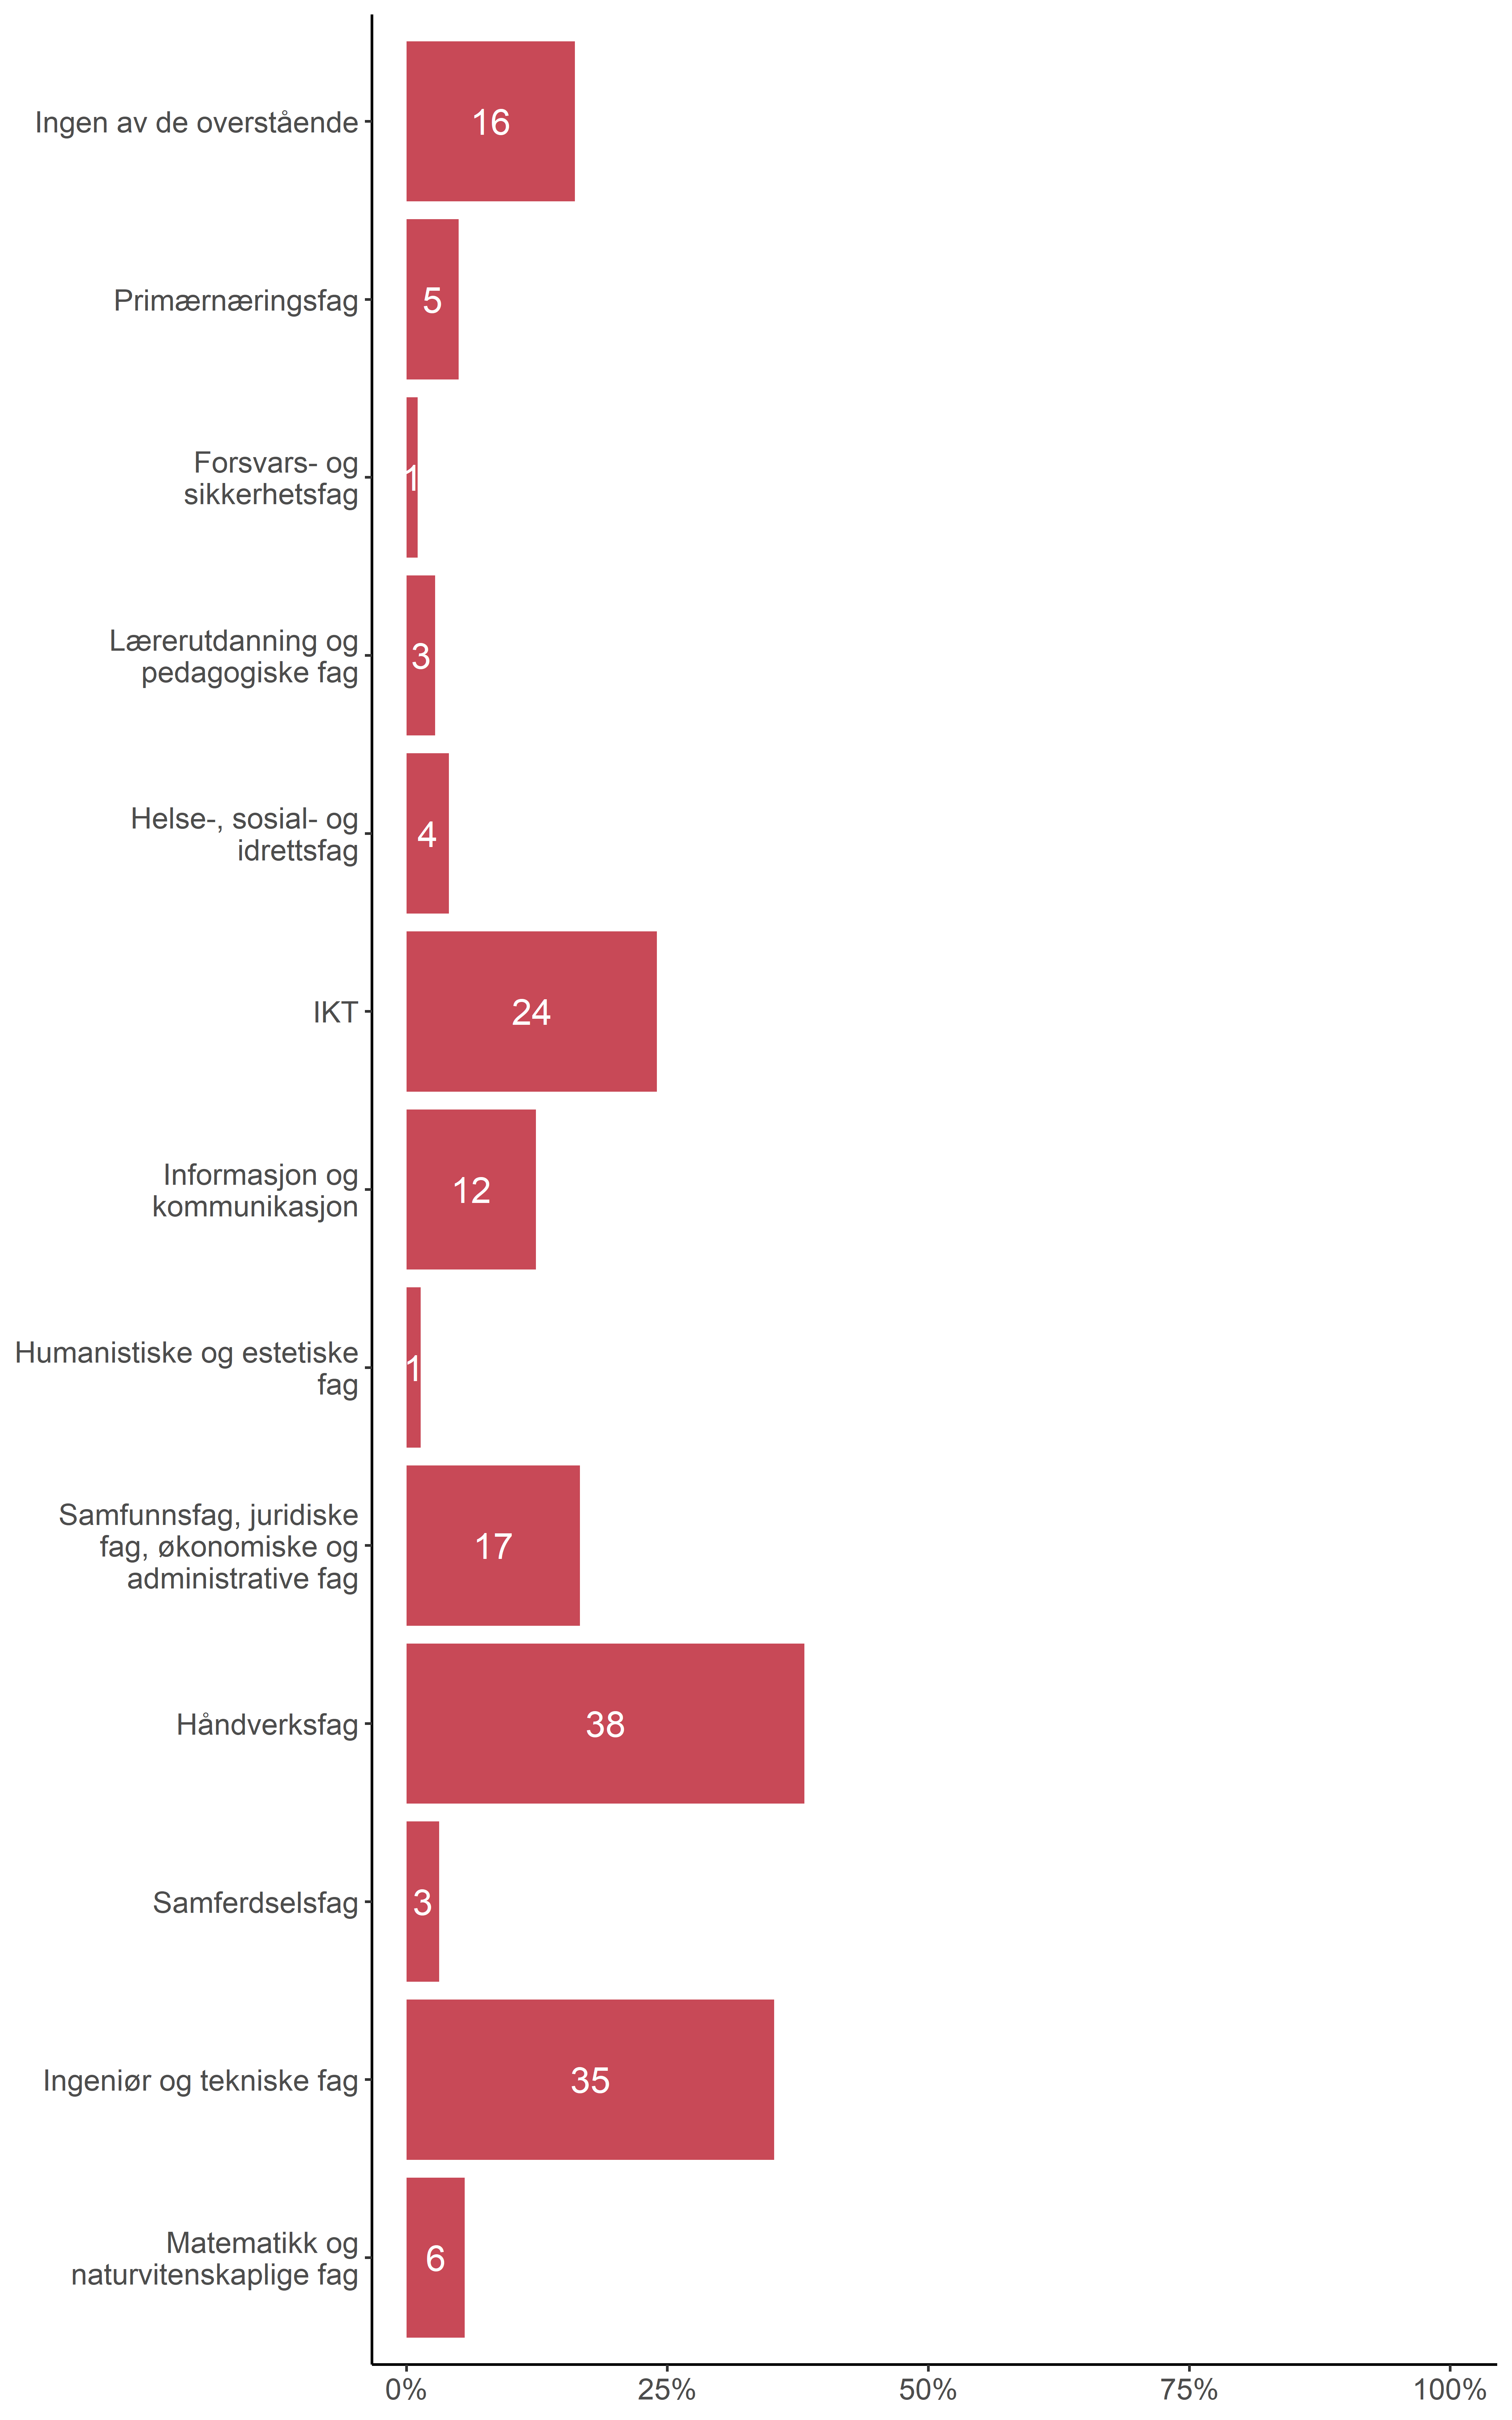 Ingen av de overstående
16
Primærnæringsfag
5
Forsvars- og
sikkerhetsfag
1
Lærerutdanning og
pedagogiske fag
3
Helse-, sosial- og
idrettsfag
4
IKT
24
Informasjon og
kommunikasjon
12
Humanistiske og estetiske
fag
1
Samfunnsfag, juridiske
fag, økonomiske og
administrative fag
17
Håndverksfag
38
Samferdselsfag
3
Ingeniør og tekniske fag
35
Matematikk og
naturvitenskaplige fag
6
0% 25% 50% 75% 100%